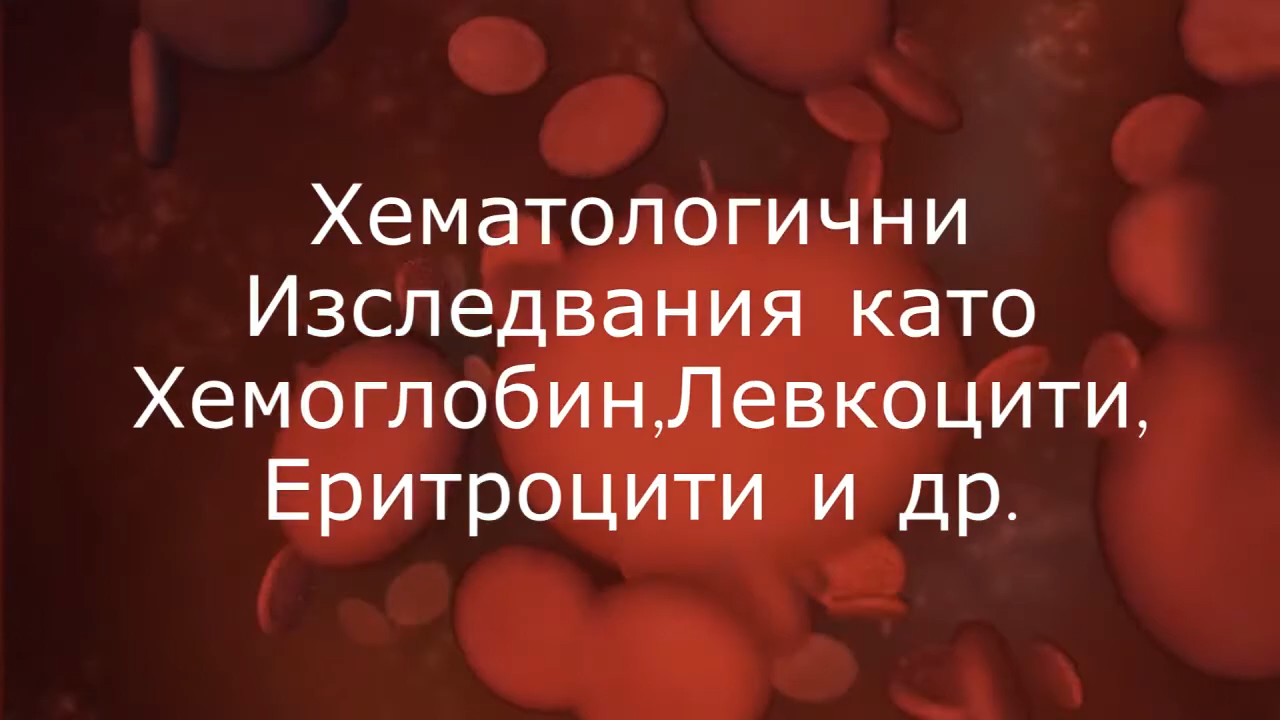 Хематологични
Изследвания като
Хемоглобин,Левкоцити,
Еритроцити и др.